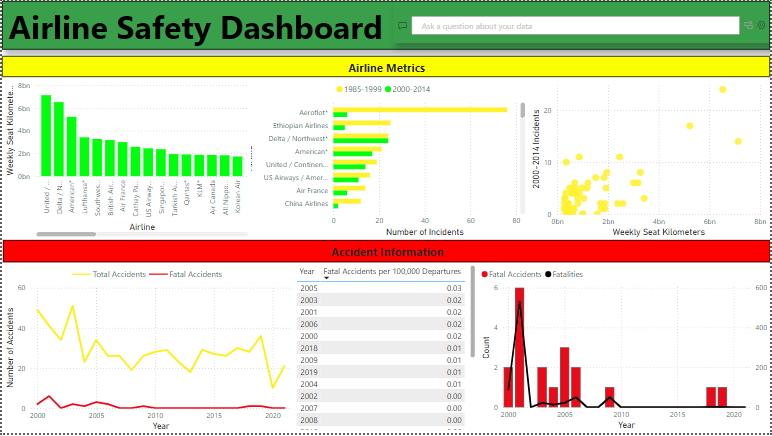 Airline Safety Dashboard
Ask a question about your data
Airline Metrics
8bn
6bn
4bn
2bn
0bn
Weekly Seat Kilomete...
United / ...
Delta / N...
American*
Lufthansa*
Southwes...
British Air...
Air France
Cathay Pa...
US Airway...
Singapor...
Turkish Ai...
Qantas*
KLM*
Air Canada
All Nippo...
Korean Air
Airline
1985-1999 2000-2014
Aeroflot*
Ethiopian Airlines
Delta / Northwest*
American*
United / Continen...
US Airways / Amer...
Air France
China Airlines
0 20 40 60 80
Number of Incidents
2000-2014 Incidents
20
10
0
0bn 2bn 4bn 6bn 8bn
Weekly Seat Kilometers
Accident Information
Total Accidents Fatal Accidents
Number of Accidents
60
40
20
0
2000 2005 2010 2015 2020
Year
Year Fatal Accidents per 100,000 Departures
2005 0.03
2003 0.02
2001 0.02
2006 0.02
2000 0.02
2018 0.01
2009 0.01
2019 0.01
2004 0.01
2002 0.00
2007 0.00
2008 0.00
Fatal Accidents Fatalities
Count
6
4
2
0
600
400
200
0
2000 2005 2010 2015 2020
Year